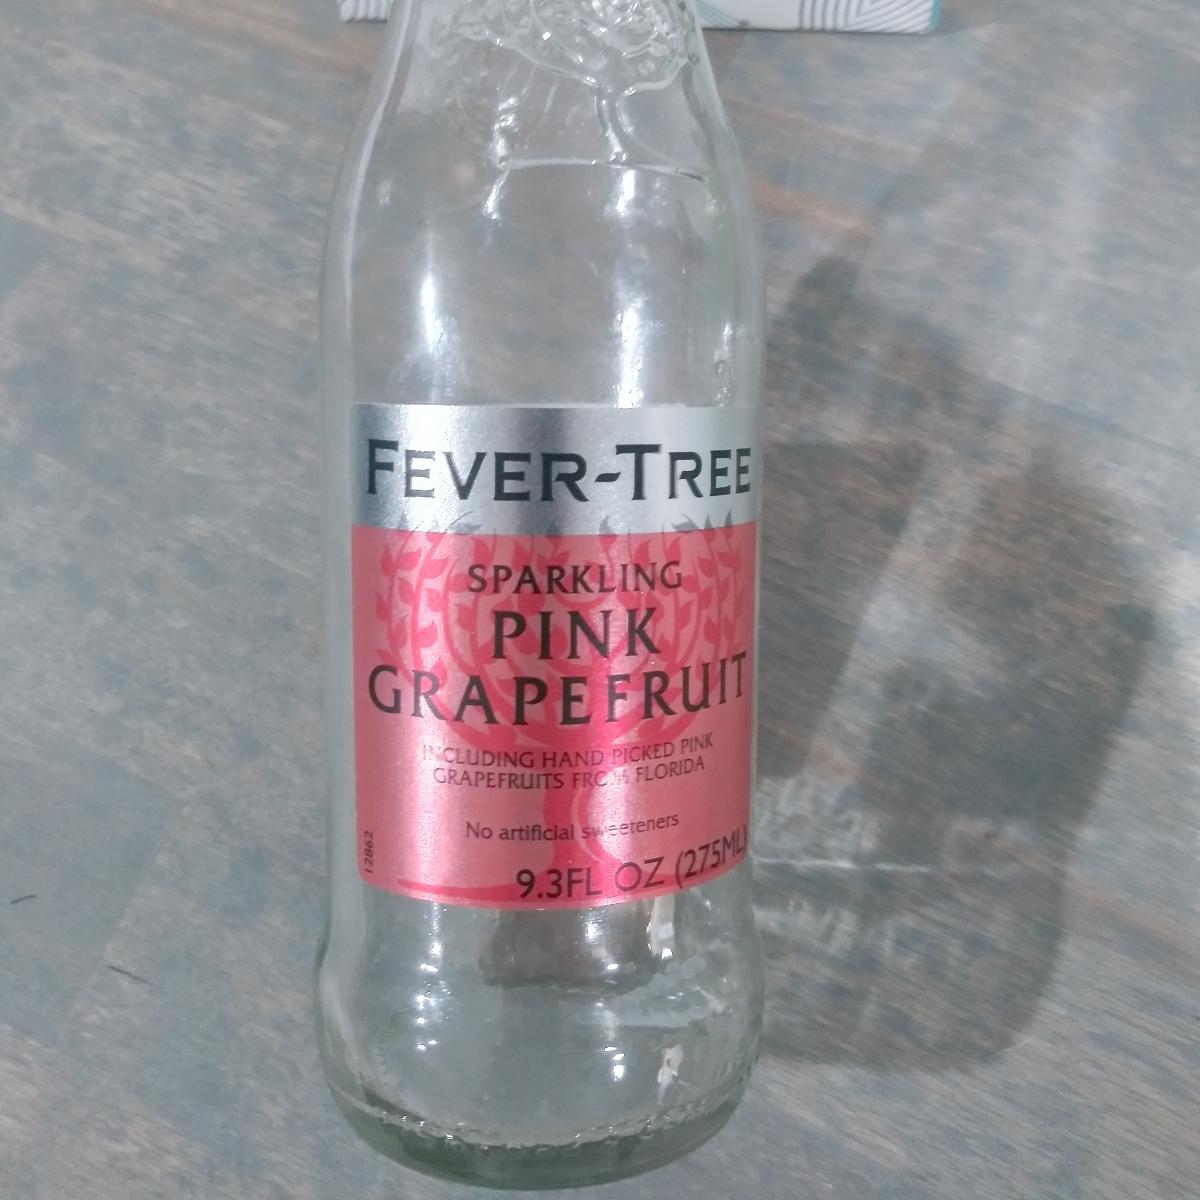 FEVER-TREE
SPARKLING
PINK
GRAPEFRUIT
INCLUDING HAND PICKED PINK
GRAPEFRUITS FROM FLORIDA
No artificial sweeteners
9.3FL OZ (275ML)
12862